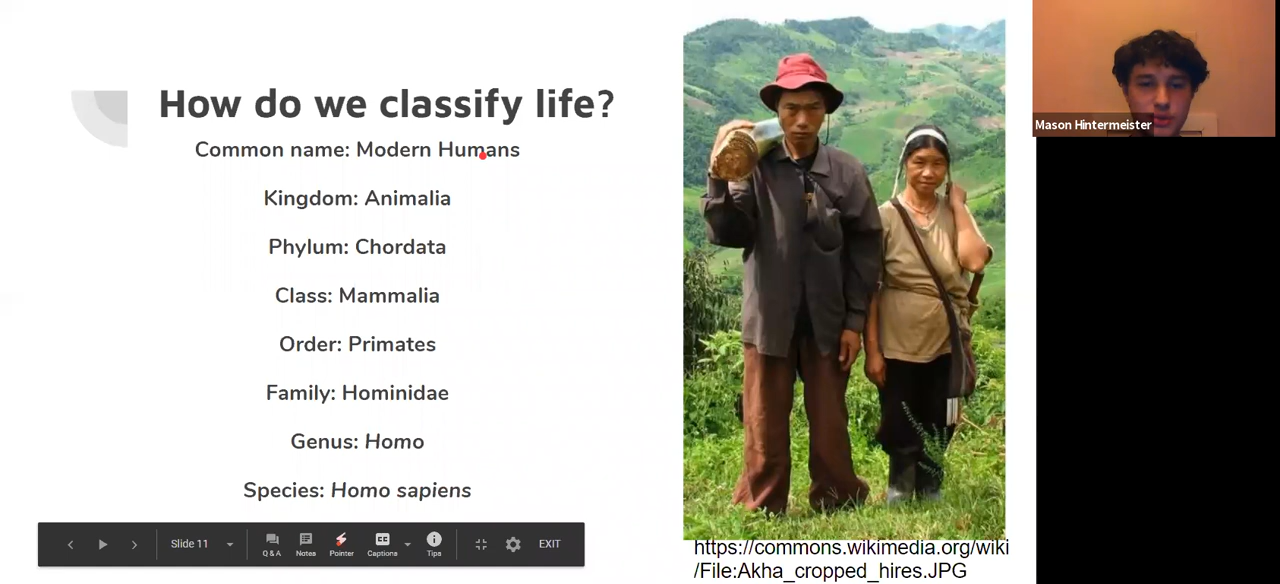 How do we classify life?
Common name: Modern Humans
Kingdom: Animalia
Phylum: Chordata
Class: Mammalia
Order: Primates
Family: Hominidae
Genus: Homo
Species: Homo sapiens
Slide 11
Q & A
Notes
Pointer
Captions
Tips
EXIT
https://commons.wikimedia.org/wiki
/File:Akha_cropped_hires.JPG
Mason Hintermeister